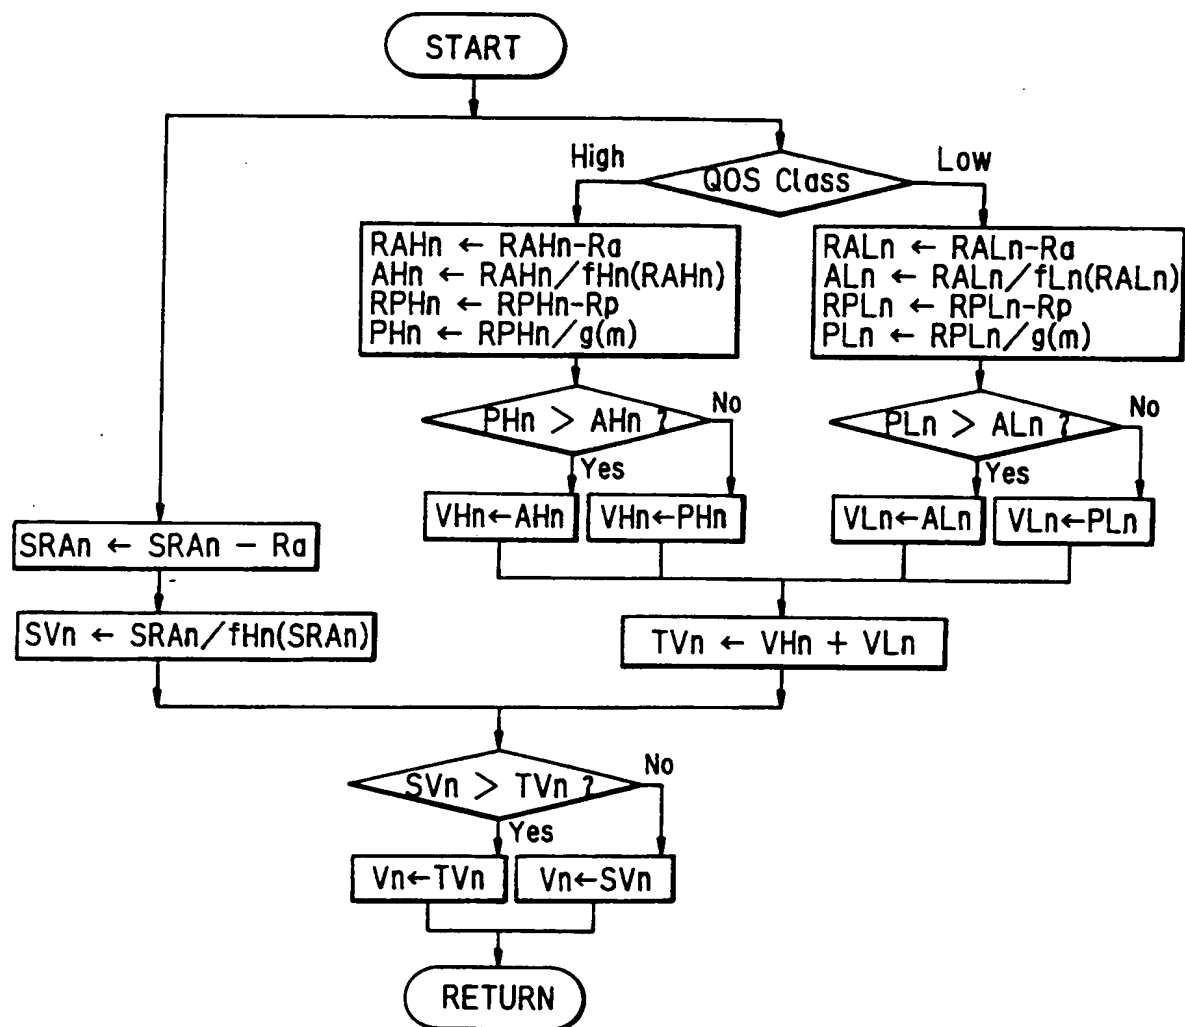 START
High
QOS Class
Low
RAHn ← RAHn-Ra
AHn ← RAHn/fHn(RAHn)
RPHn ← RPHn-Rp
PHn ← RPHn/g(m)
RALn ← RALn-Ra
ALn ← RALn/fLn(RALn)
RPLn ← RPLn-Rp
PLn ← RPLn/g(m)
PHn > AHn ?
No
Yes
PLn > ALn ?
No
Yes
VHn←AHn
VHn←PHn
VLn←ALn
VLn←PLn
SRAn ← SRAn - Ra
SVn ← SRAn/fHn(SRAn)
TVn ← VHn + VLn
SVn > TVn ?
No
Yes
Vn←TVn
Vn←SVn
RETURN